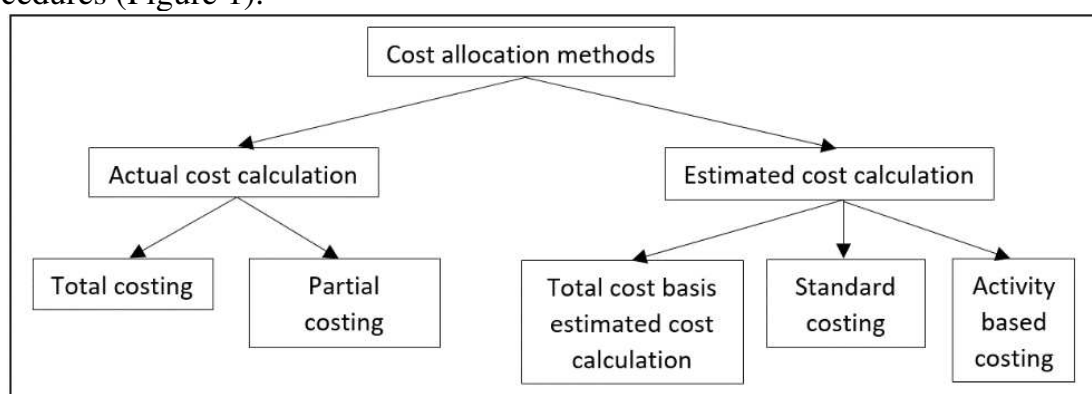 cedures (Figure 1).
Cost allocation methods
Actual cost calculation
Estimated cost calculation
Total costing
Partial
costing
Total cost basis
estimated cost
calculation
Standard
costing
Activity
based
costing